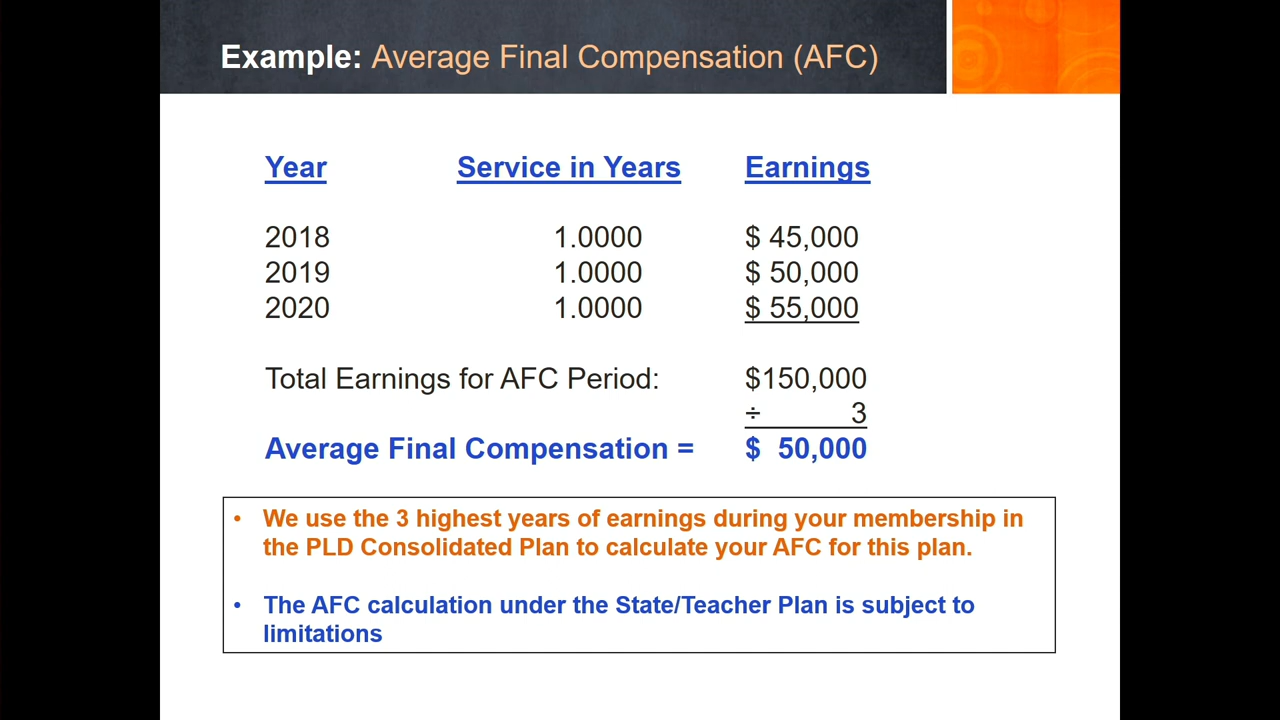 Example: Average Final Compensation (AFC)
Year Service in Years Earnings
2018 1.0000 $ 45,000
2019 1.0000 $ 50,000
2020 1.0000 $ 55,000
Total Earnings for AFC Period: $150,000
÷ 3
Average Final Compensation = $ 50,000
• We use the 3 highest years of earnings during your membership in
the PLD Consolidated Plan to calculate your AFC for this plan.
• The AFC calculation under the State/Teacher Plan is subject to
limitations